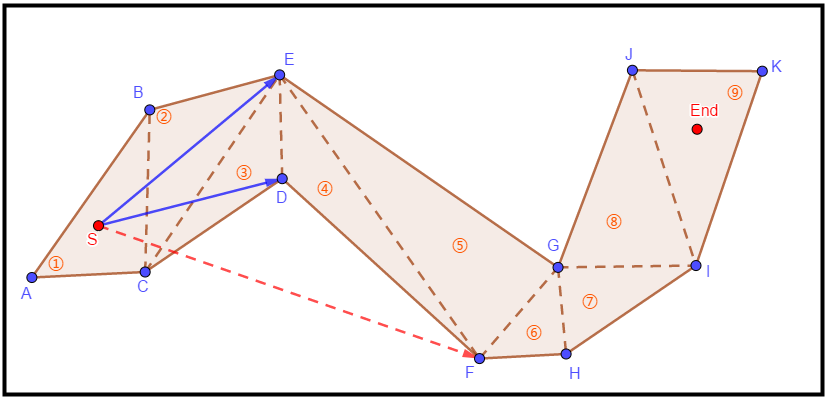 E
J
K
B
②
⑨
End
③
④
D
⑧
S
G
⑤
①
I
A
C
⑦
⑥
F
H